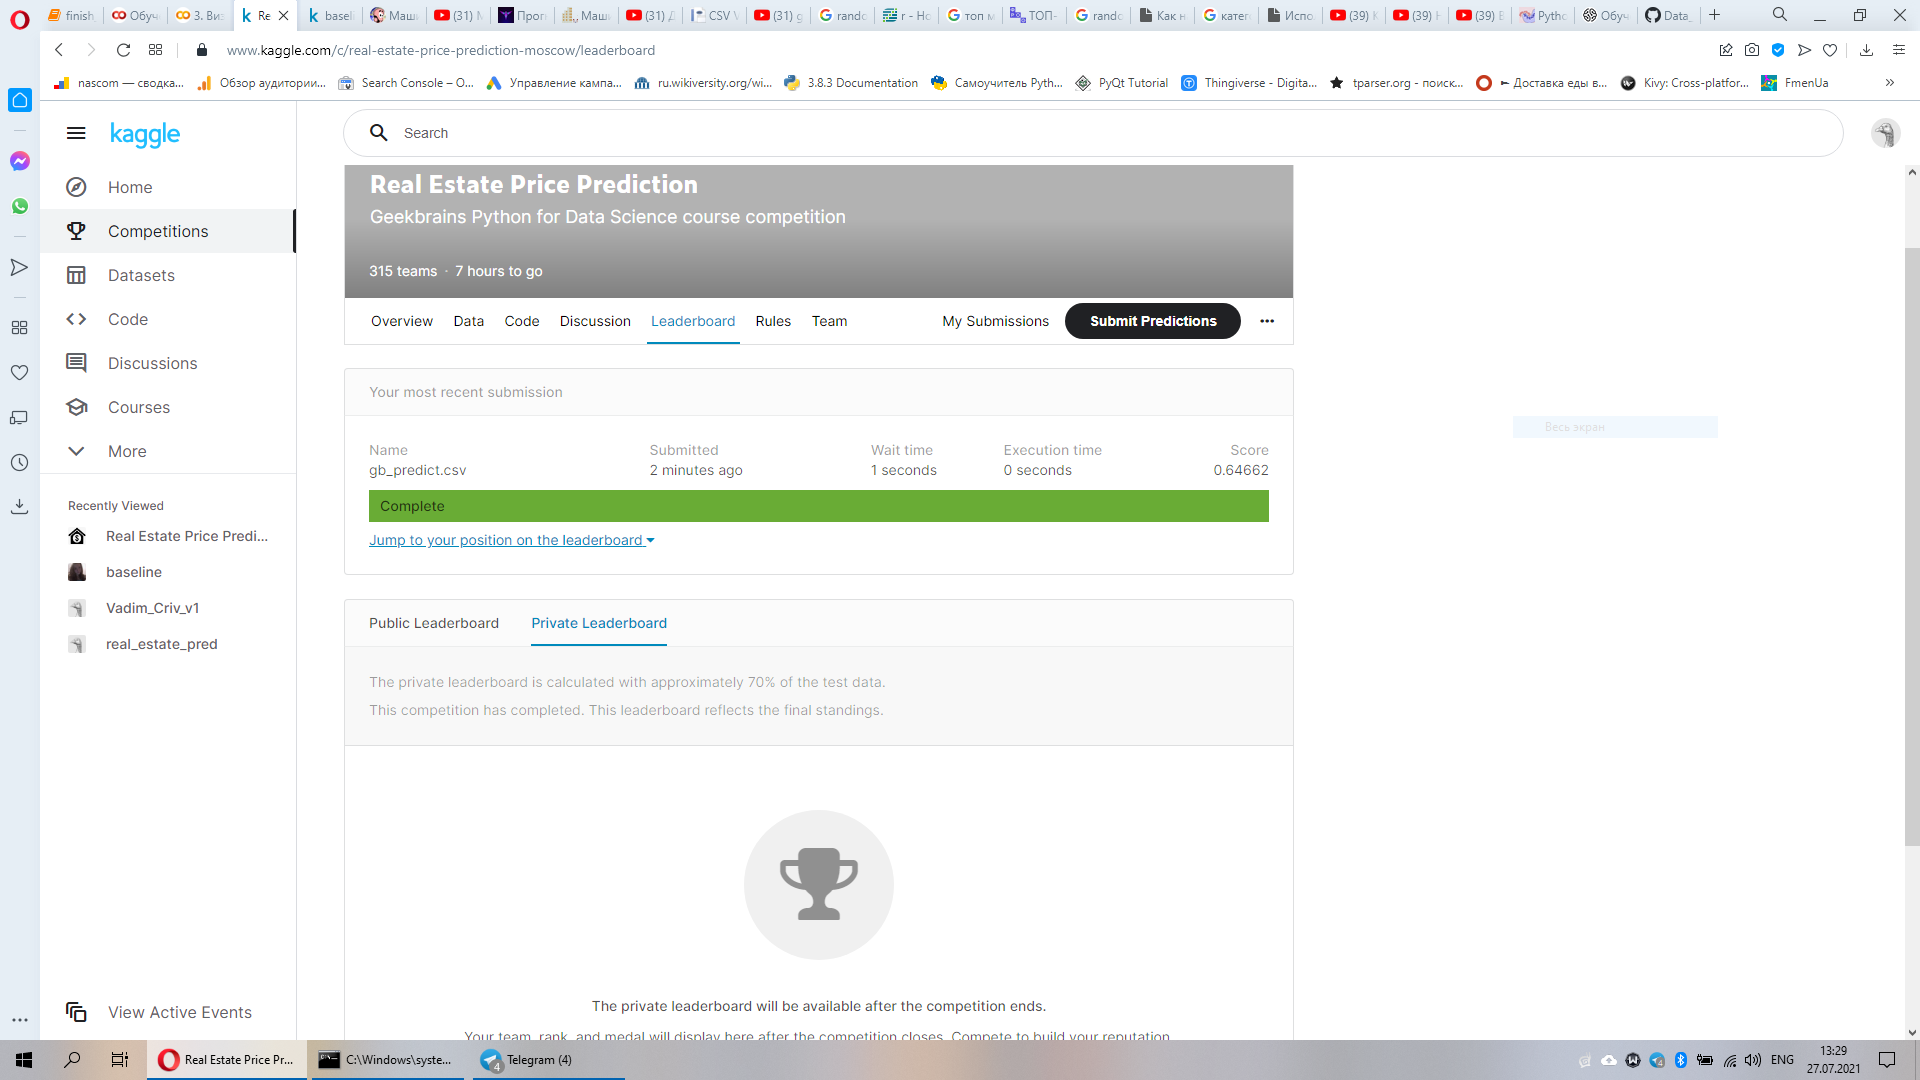 finish
Обуч
3. Виз
Re
basel
Маши
(31) M
Прог
Маши
(31) Д
CSV V
(31) g
rando
r - Ho
топ м
ТОП-
rando
Как н
катег
Испо
(39) K
(39) H
(39) B
Pytho
Обуч
Data_
www.kaggle.com/c/real-estate-price-prediction-moscow/leaderboard
nascom — сводка...
Обзор аудитории...
Search Console – O...
Управление кампа...
ru.wikiversity.org/wi...
3.8.3 Documentation
Самоучитель Pyth...
PyQt Tutorial
Thingiverse - Digita...
tparser.org - поиск...
Доставка еды в...
Kivy: Cross-platfor...
FmenUa
»
kaggle
Search
Home
Competitions
Datasets
Code
Discussions
Courses
More
Recently Viewed
Real Estate Price Predi...
baseline
Vadim_Criv_v1
real_estate_pred
View Active Events
Real Estate Price Prediction
Geekbrains Python for Data Science course competition
315 teams · 7 hours to go
Overview Data Code Discussion Leaderboard Rules Team My Submissions Submit Predictions
Your most recent submission
Name Submitted Wait time Execution time Score
gb_predict.csv 2 minutes ago 1 seconds 0 seconds 0.64662
Complete
Jump to your position on the leaderboard
Весь экран
Public Leaderboard Private Leaderboard
The private leaderboard is calculated with approximately 70% of the test data.
This competition has completed. This leaderboard reflects the final standings.
The private leaderboard will be available after the competition ends.
Your team, rank, and medal will display here after the competition closes. Compete to build your reputation
Real Estate Price Pr...
C:\Windows\syste...
4
Telegram (4)
ENG
13:29
27.07.2021